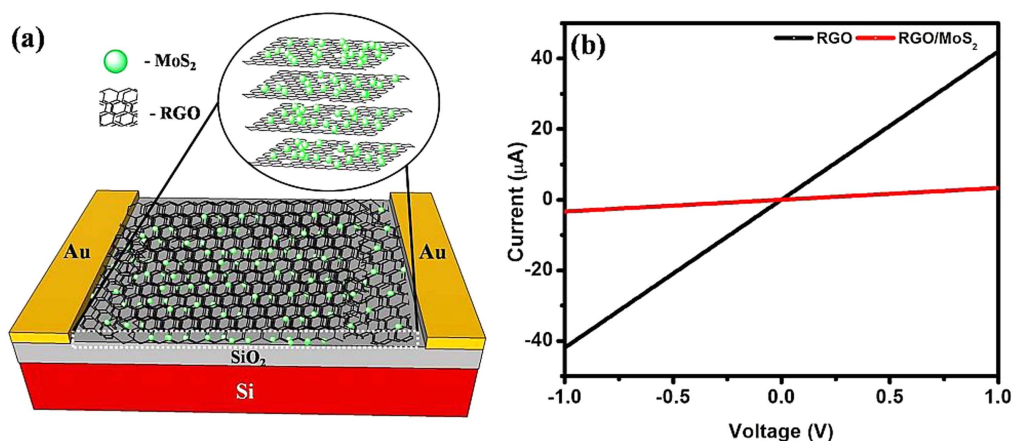 (a)
- MoS₂
- RGO
Au
Au
SiO₂
Si
(b)
RGO
RGO/MoS₂
Current (μA)
40
20
0
-20
-40
-1.0
-0.5
0.0
0.5
1.0
Voltage (V)